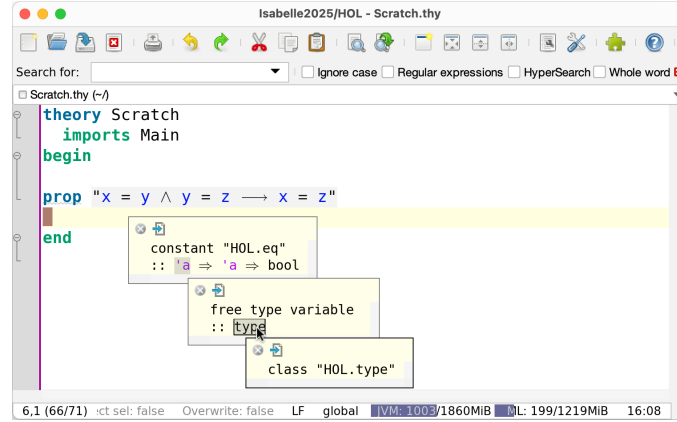 Isabelle2025/HOL - Scratch.thy
Search for: Ignore case Regular expressions HyperSearch Whole word
Scratch.thy (~/)
theory Scratch
imports Main
begin
prop "x = y ∧ y = z ⟶ x = z"
end
constant "HOL.eq"
:: 'a ⇒ 'a ⇒ bool
free type variable
:: type
class "HOL.type"
6,1 (66/71) ct sel: false Overwrite: false LF global JVM: 1003/1860MiB ML: 199/1219MiB 16:08